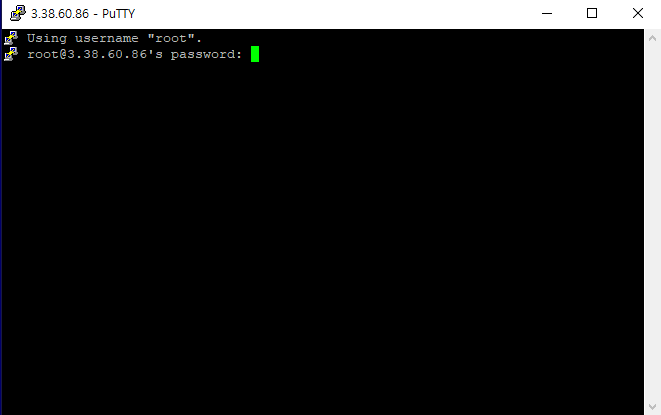 3.38.60.86 - PuTTY
Using username "root".
root@3.38.60.86's password: